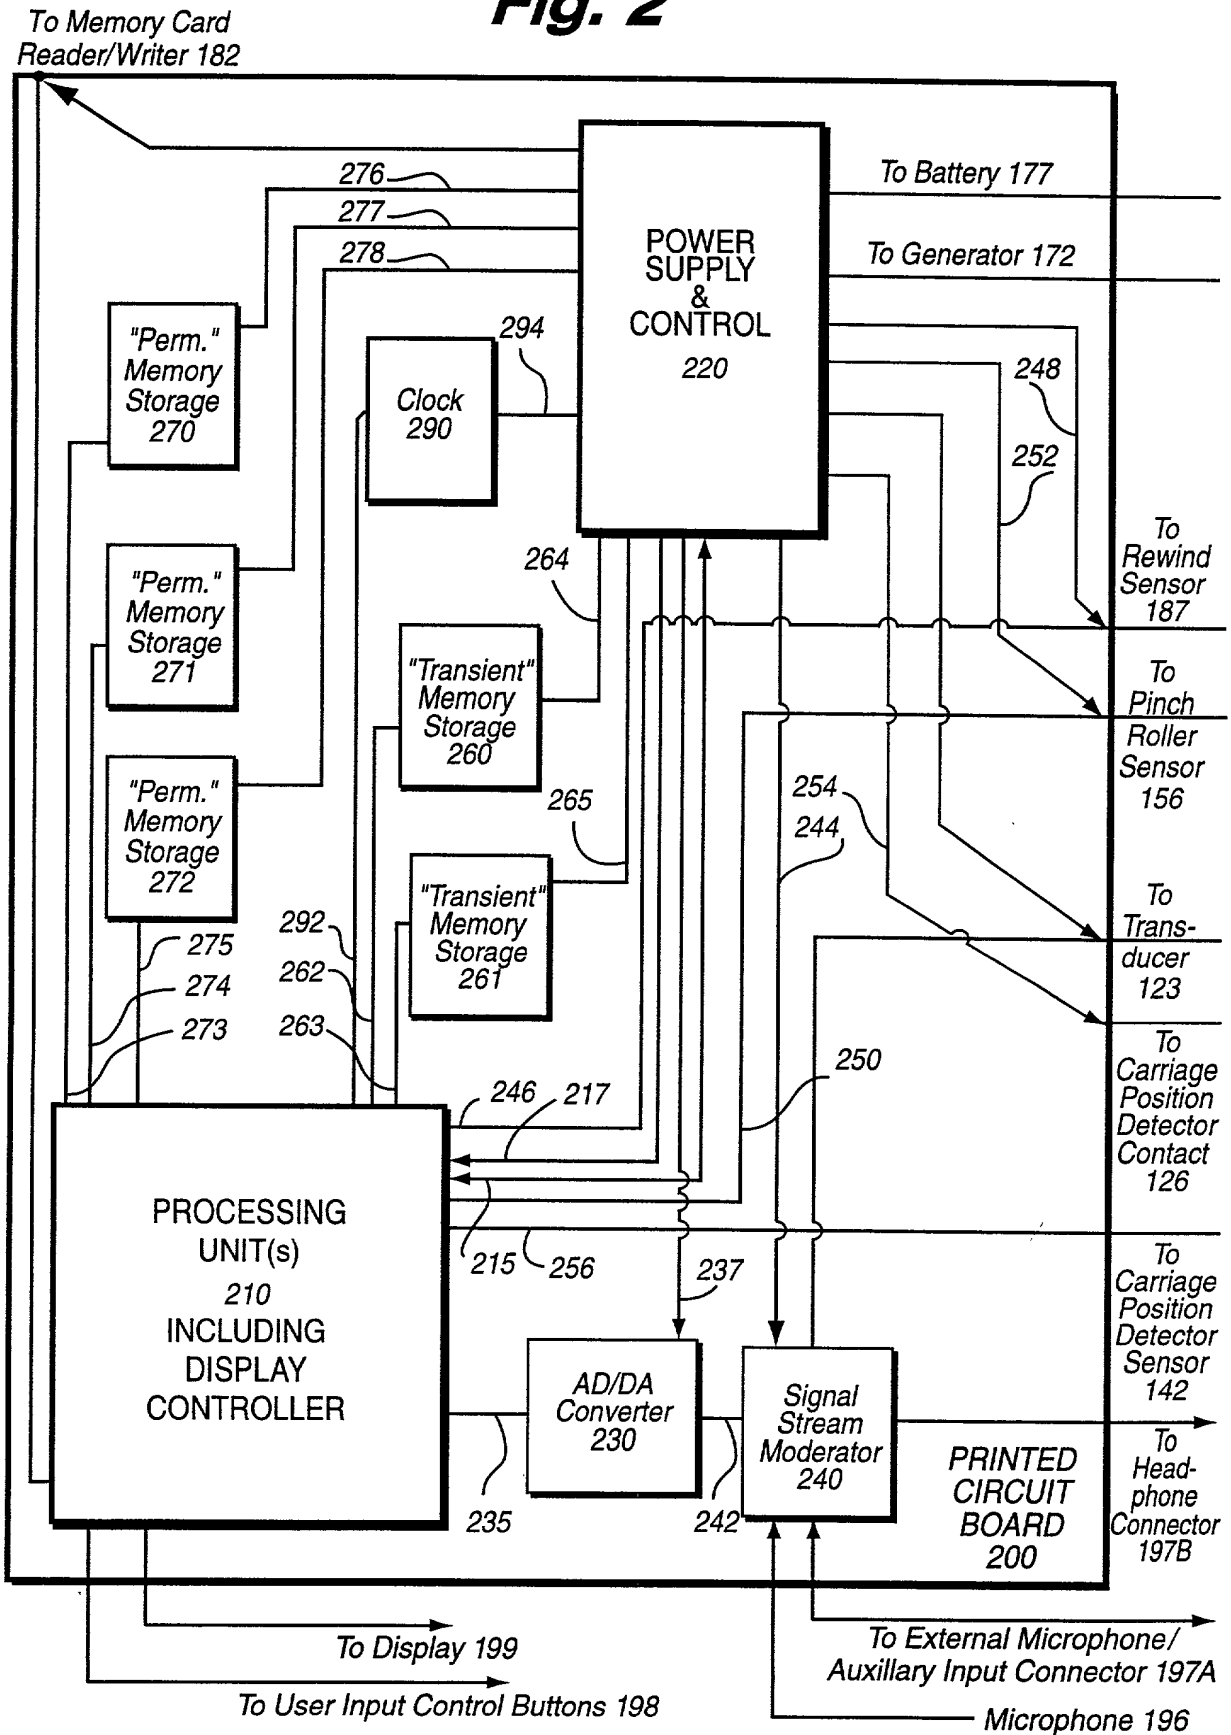 Fig. 2
To Memory Card
Reader/Writer 182
276
277
278
POWER
SUPPLY
&
CONTROL
220
To Battery 177
To Generator 172
"Perm."
Memory
Storage
270
Clock
290
294
248
252
"Perm."
Memory
Storage
271
264
To
Rewind
Sensor
187
"Transient"
Memory
Storage
260
To
Pinch
Roller
Sensor
156
"Perm."
Memory
Storage
272
265
254
244
"Transient"
Memory
Storage
261
To
Trans-
ducer
123
275
274
273
292
262
263
246
217
250
To
Carriage
Position
Detector
Contact
126
PROCESSING
UNIT(s)
210
INCLUDING
DISPLAY
CONTROLLER
215
256
237
To
Carriage
Position
Detector
Sensor
142
AD/DA
Converter
230
Signal
Stream
Moderator
240
235
242
PRINTED
CIRCUIT
BOARD
200
To
Head-
phone
Connector
197B
To Display 199
To User Input Control Buttons 198
To External Microphone/
Auxillary Input Connector 197A
Microphone 196